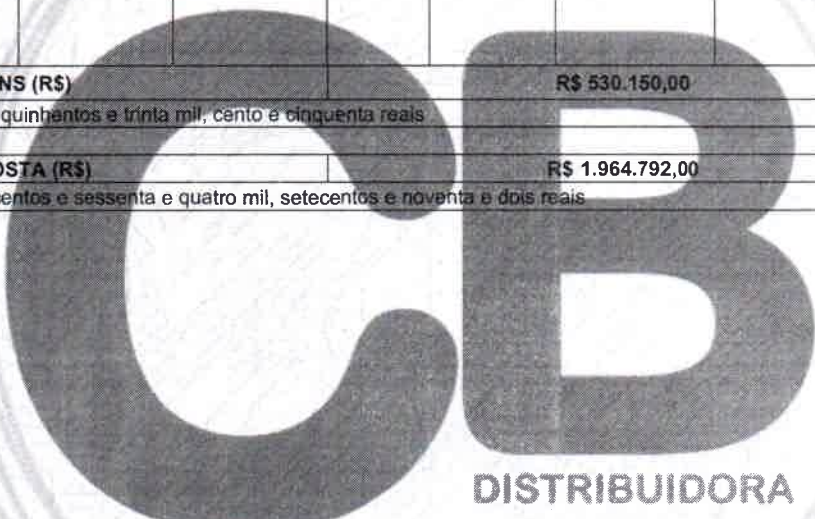 NS (R$) R$ 530.150,00
quinhentos e trinta mil, cento e cinquenta reais
OSTA (R$) R$ 1.964.792,00
entos e sessenta e quatro mil, setecentos e noventa e dois reais
CB
DISTRIBUIDORA